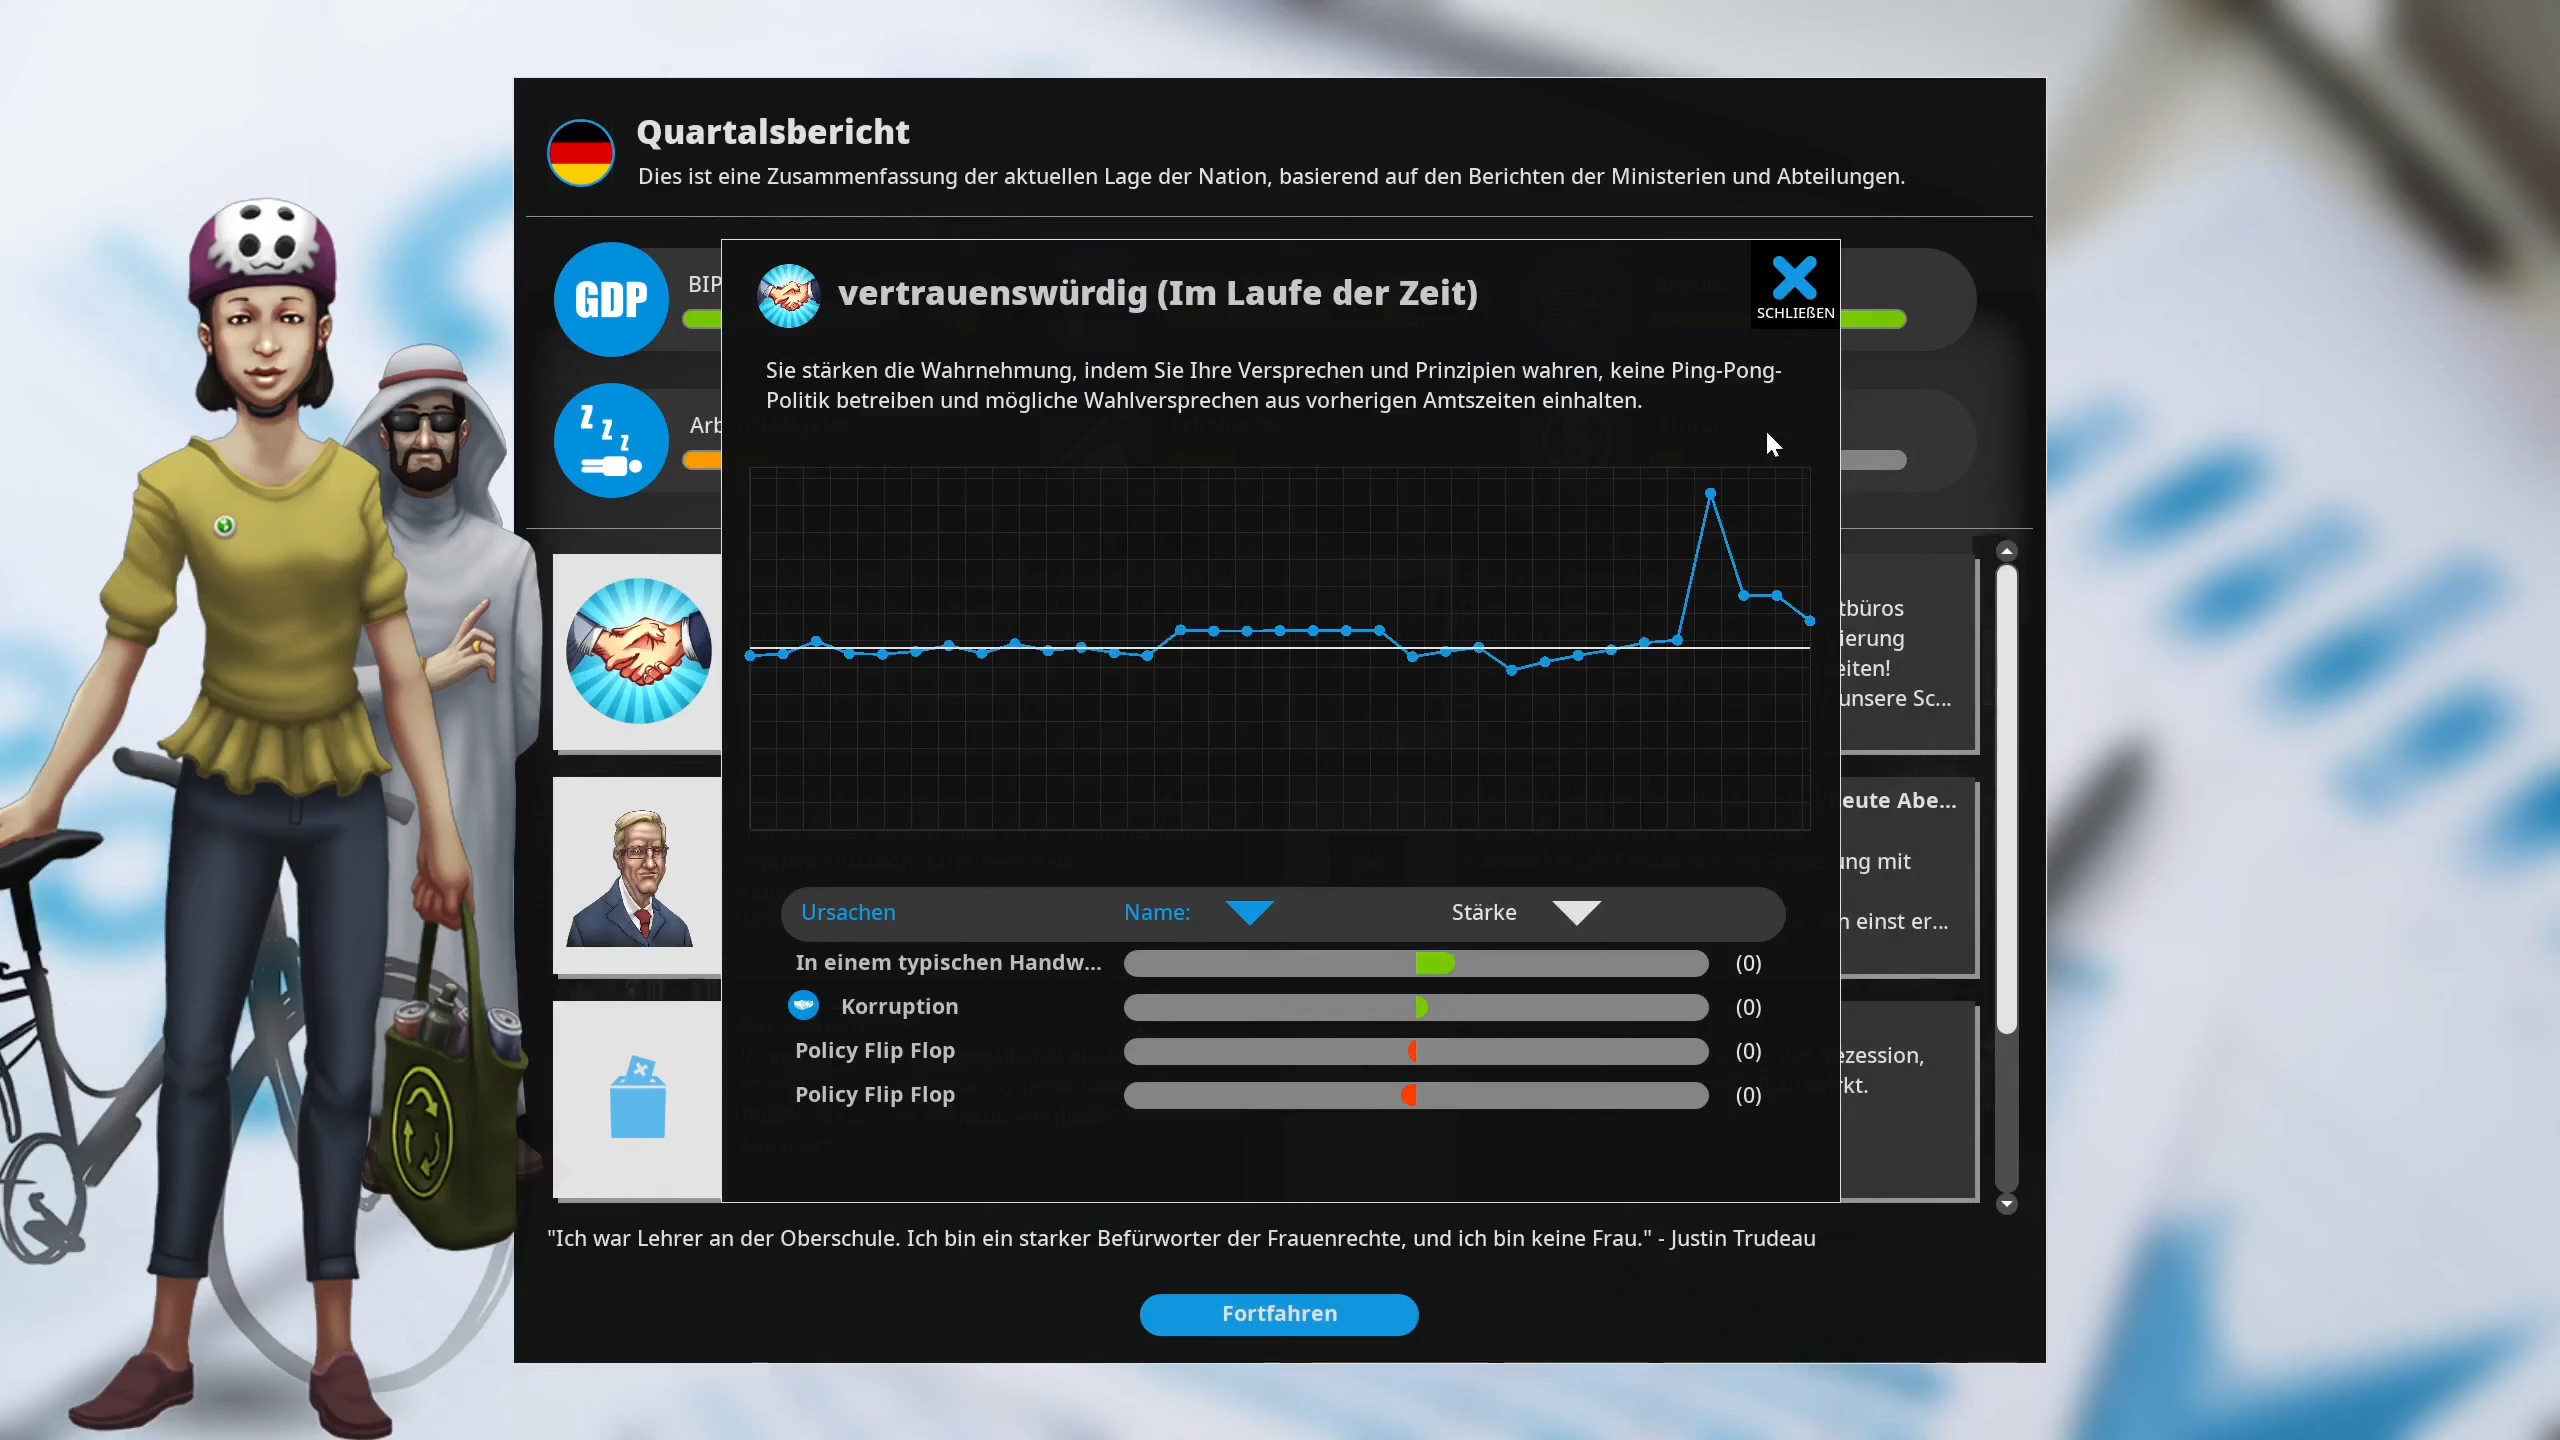 Quartalsbericht
Dies ist eine Zusammenfassung der aktuellen Lage der Nation, basierend auf den Berichten der Ministerien und Abteilungen.
GDP
BIP
vertrauenswürdig (Im Laufe der Zeit)
SCHLIEßEN
Sie stärken die Wahrnehmung, indem Sie Ihre Versprechen und Prinzipien wahren, keine Ping-Pong-
Politik betreiben und mögliche Wahlversprechen aus vorherigen Amtszeiten einhalten.
Z Z Z
Arb
tbüros
ierung
eiten!
unsere Sc...
eute Abe...
ung mit
n einst er...
Ursachen Name: Stärke
In einem typischen Handw... (0)
Korruption (0)
Policy Flip Flop (0)
Policy Flip Flop (0)
ezession,
rkt.
"Ich war Lehrer an der Oberschule. Ich bin ein starker Befürworter der Frauenrechte, und ich bin keine Frau." - Justin Trudeau
Fortfahren